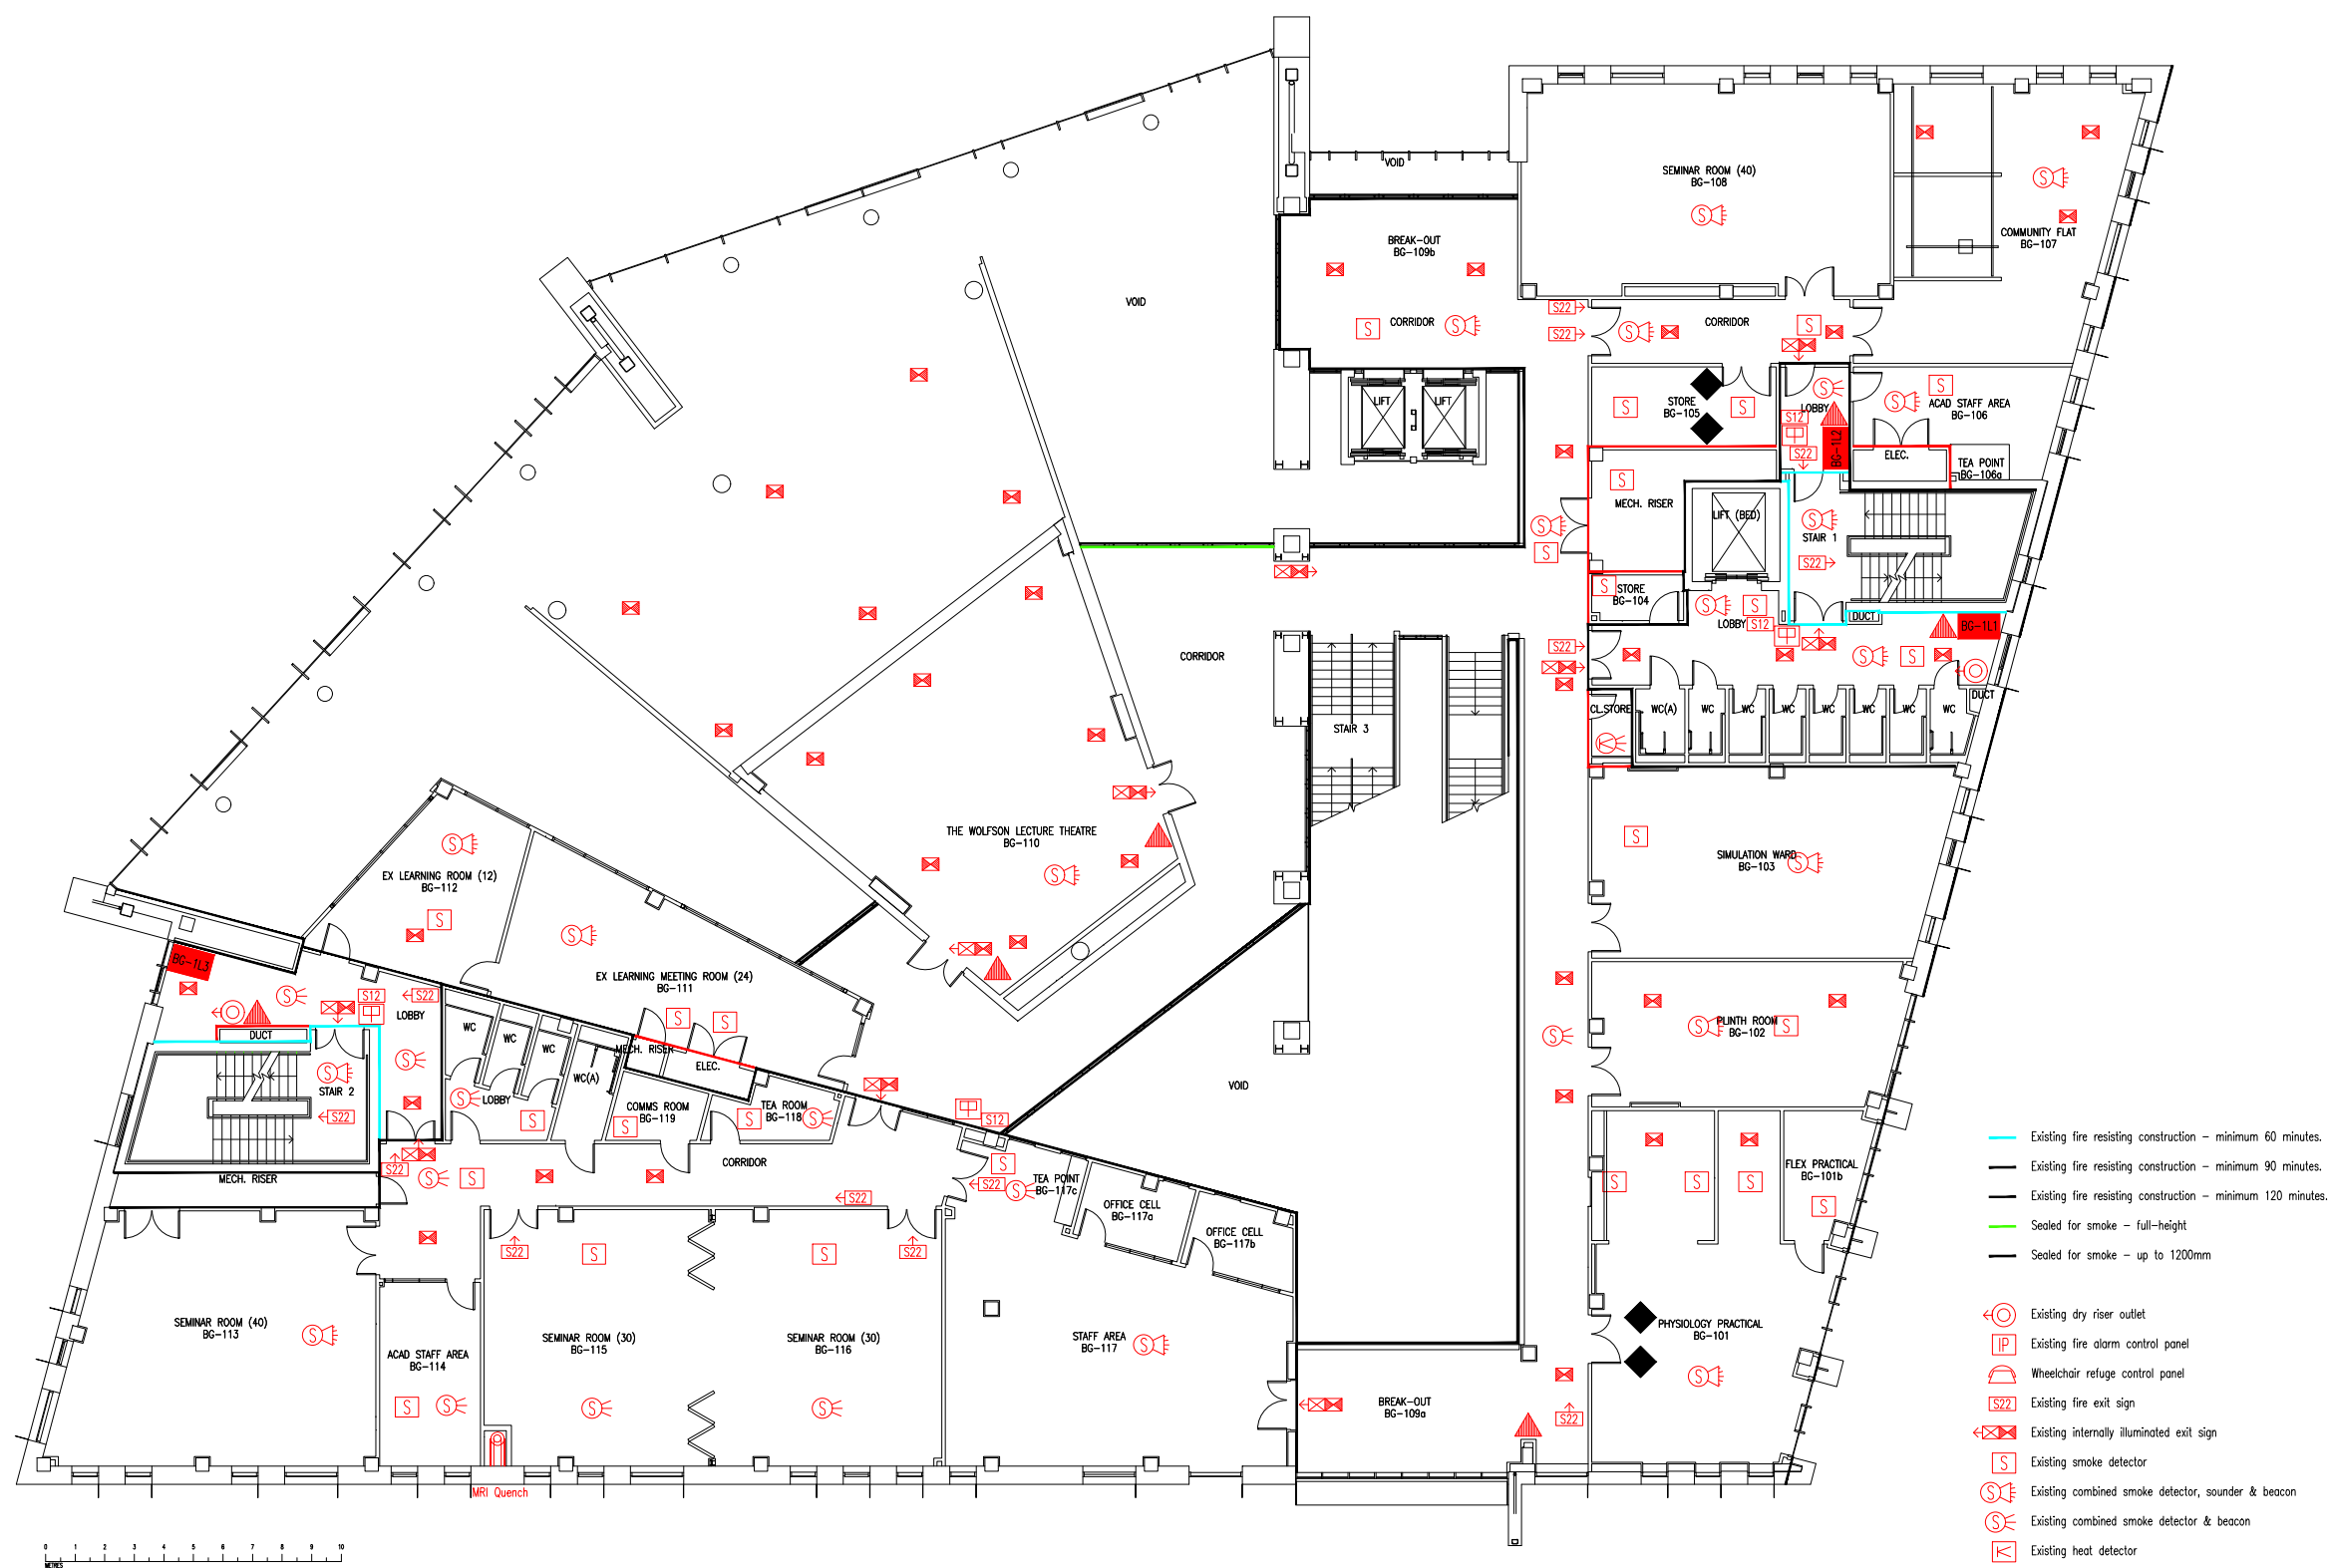 VOID
SEMINAR ROOM (40)
BG-108
BREAK-OUT
BG-109b
COMMUNITY FLAT
BG-107
VOID
S22
S22
S
CORRIDOR
S
S
CORRIDOR
S
S
S
LIFT
LIFT
STORE
BG-105
S
S
LOBBY
S
S12
S22
BG-1L2
S
S
ACAD STAFF AREA
BG-106
ELEC.
TEA POINT
BG-106a
S
MECH. RISER
LIFT (BED)
S
STAIR 1
S22
S
S
S
STORE
BG-104
S
S
LOBBY
S12
DUCT
BG-1L1
S22
S
S
CORRIDOR
DUCT
CL.STORE
WC(A)
WC
WC
WC
WC
WC
WC
WC
STAIR 3
K
THE WOLFSON LECTURE THEATRE
BG-110
S
S
SIMULATION WARD
BG-103
S
S
EX LEARNING ROOM (12)
BG-112
S
S
EX LEARNING MEETING ROOM (24)
BG-111
BG-1L3
S
S12
S22
LOBBY
S
DUCT
S
STAIR 2
S22
WC
WC
WC
WC(A)
S
LOBBY
S
MECH. RISER
S
S
ELEC.
COMMS ROOM
BG-119
S
S
TEA ROOM
BG-118
S
S12
VOID
S
PLINTH ROOM
BG-102
S
S
MECH. RISER
S22
S
S
CORRIDOR
S22
S22
S
S
TEA POINT
BG-117c
OFFICE CELL
BG-117a
OFFICE CELL
BG-117b
S
S
S
FLEX PRACTICAL
BG-101b
S
S22
S
S
S22
SEMINAR ROOM (40)
BG-113
S
ACAD STAFF AREA
BG-114
S
S
SEMINAR ROOM (30)
BG-115
S
SEMINAR ROOM (30)
BG-116
S
STAFF AREA
BG-117
S
PHYSIOLOGY PRACTICAL
BG-101
S
BREAK-OUT
BG-109a
S22
MRI Quench
Existing fire resisting construction - minimum 60 minutes.
Existing fire resisting construction - minimum 90 minutes.
Existing fire resisting construction - minimum 120 minutes.
Sealed for smoke - full-height
Sealed for smoke - up to 1200mm
Existing dry riser outlet
IP Existing fire alarm control panel
Wheelchair refuge control panel
S22 Existing fire exit sign
Existing internally illuminated exit sign
S Existing smoke detector
S Existing combined smoke detector, sounder & beacon
S Existing combined smoke detector & beacon
Existing heat detector
0 1 2 3 4 5 6 7 8 9 10
METRES